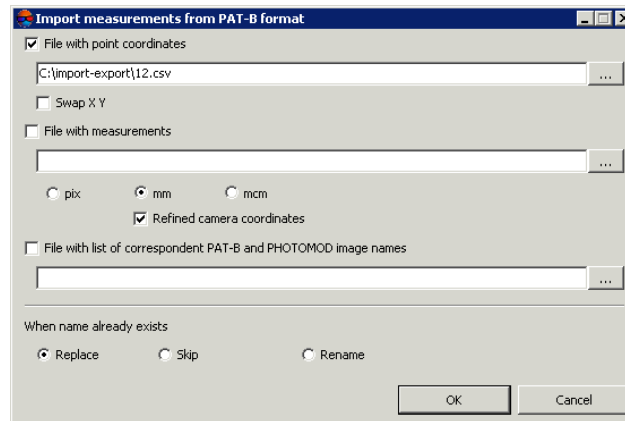 Import measurements from PAT-B format
File with point coordinates
C:\import-export\12.csv
...
Swap X Y
File with measurements
...
pix mm mcm
Refined camera coordinates
File with list of correspondent PAT-B and PHOTOMOD image names
...
When name already exists
Replace Skip Rename
OK Cancel